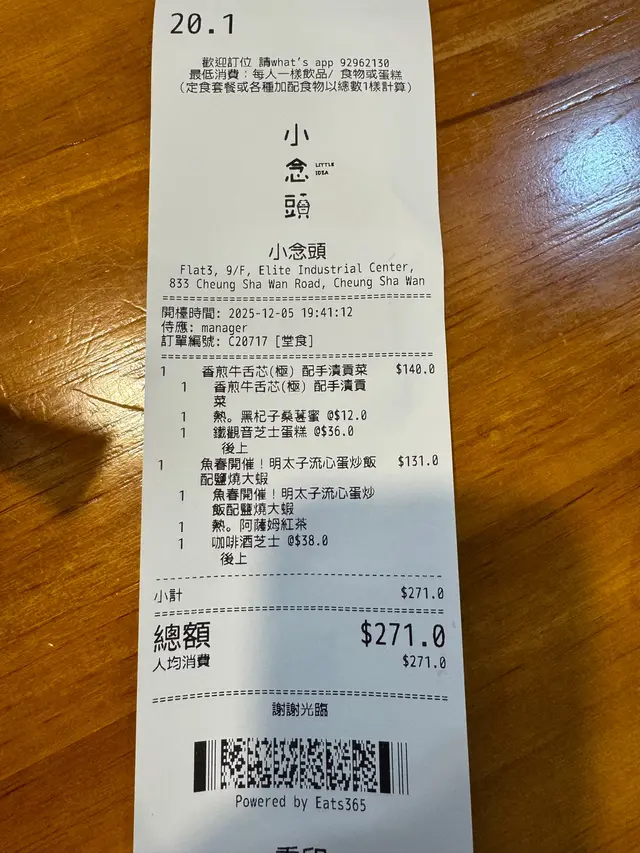 20.1
歡迎訂位 請what's app 92962130
最低消費：每人一樣飲品/ 食物或蛋糕
(定食套餐或各種加配食物以總數1樣計算)
小
念 LITTLE IDEA
頭
小念頭
Flat3, 9/F, Elite Industrial Center,
833 Cheung Sha Wan Road, Cheung Sha Wan
開檯時間: 2025-12-05 19:41:12
侍應: manager
訂單編號: C20717 [堂食]
1 香煎牛舌芯(極) 配手漬貢菜 $140.0
1 香煎牛舌芯(極) 配手漬貢
菜
1 熱。黑杞子桑葚蜜 @$12.0
1 鐵觀音芝士蛋糕 @$36.0
後上
1 魚春開催！明太子流心蛋炒飯 $131.0
配鹽燒大蝦
1 魚春開催！明太子流心蛋炒
飯配鹽燒大蝦
1 熱。阿薩姆紅茶
1 咖啡酒芝士 @$38.0
後上
小計 $271.0
總額 $271.0
人均消費 $271.0
謝謝光臨
Powered by Eats365